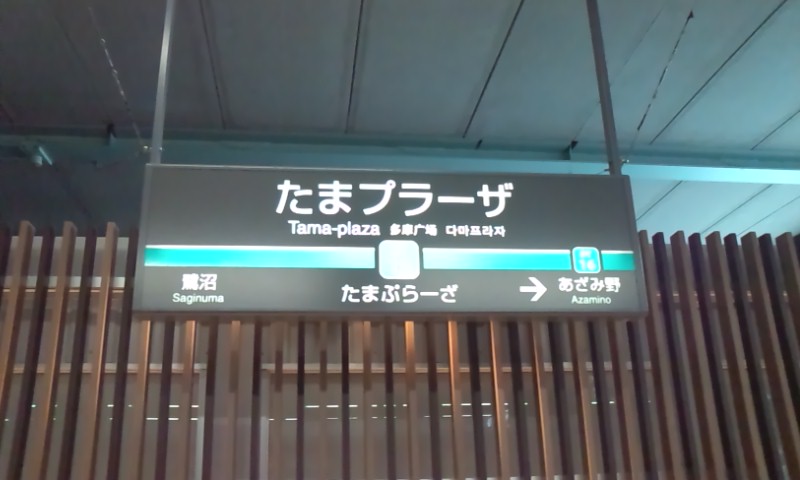 たまプラーザ
Tama-plaza 多摩广场 다마프라자
鷺沼
Saginuma
たまぷらーざ
→ あざみ野
Azamino